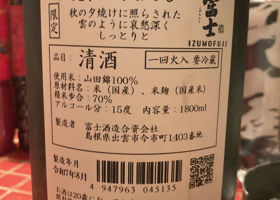 限定
秋の夕焼けに照らされた
雲のように哀愁深く
しっとりと
富士
IZUMOFUJI
品目 清酒 一回火入 要冷蔵
使用米:山田錦100%
原材料名:米(国産)、米麹(国産米)
精米歩合:70%
アルコール分:15度 内容量:1800ml
製造者:富士酒造合資会社
島根県出雲市今市町1403番地
製造年月
令和7年8月
4 947963 045135